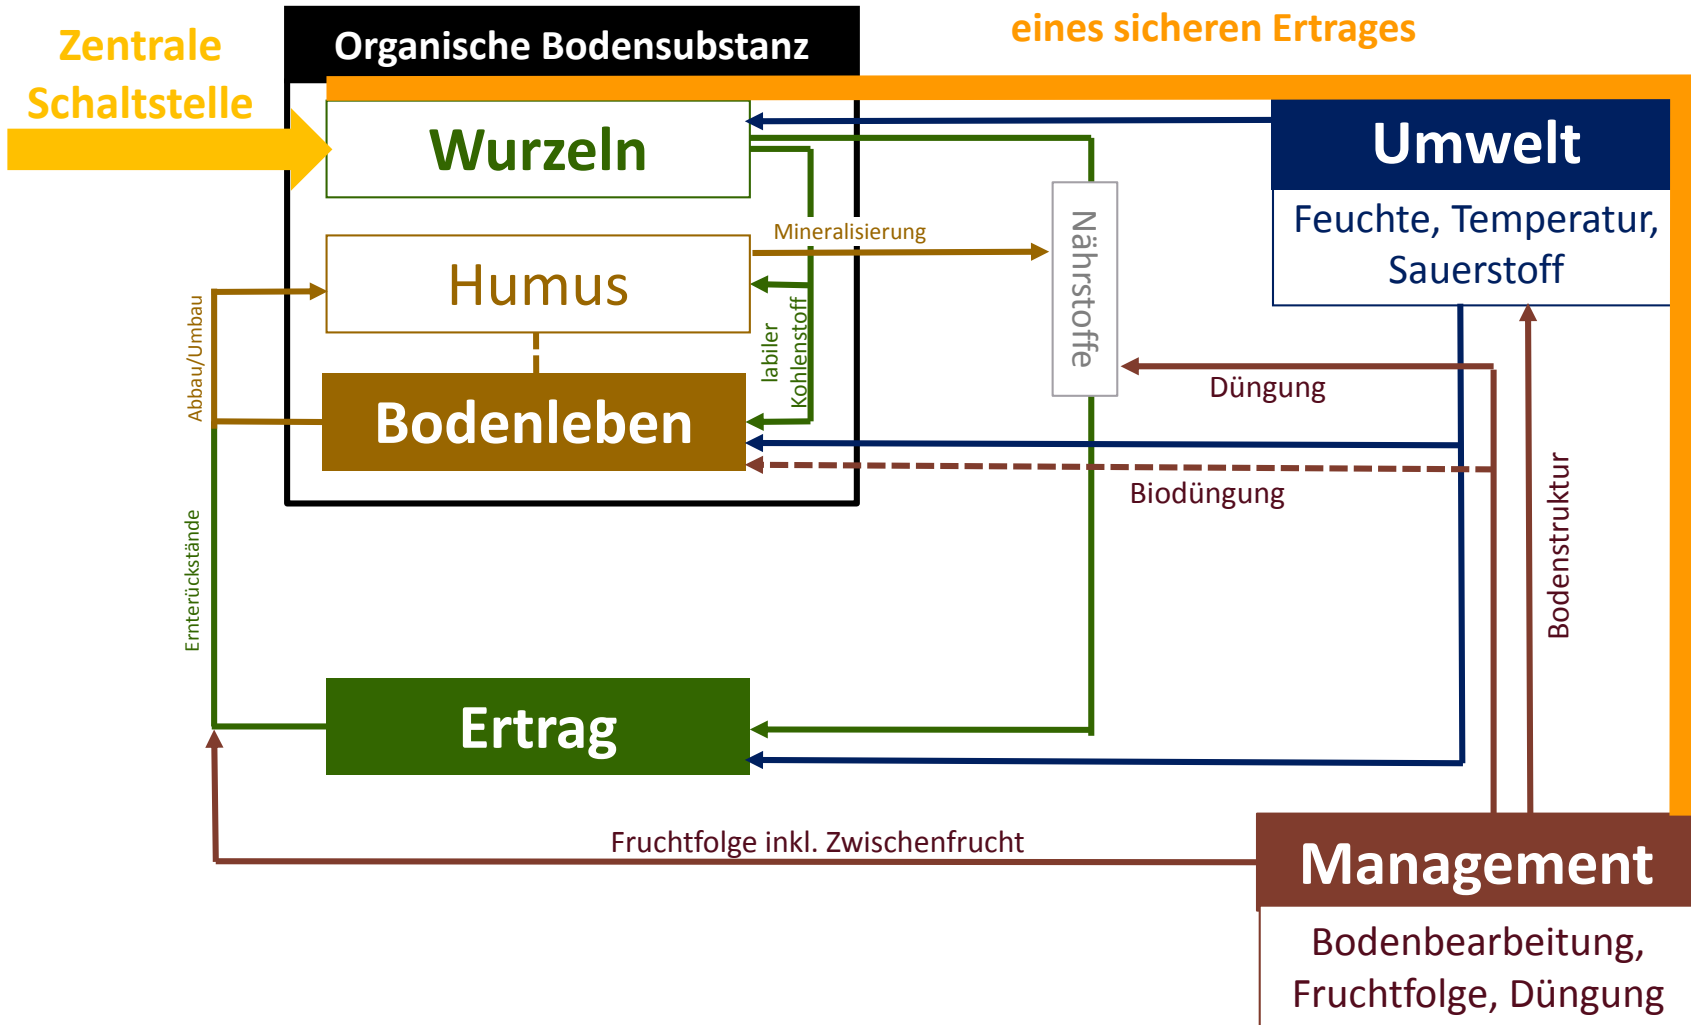 Zentrale
Schaltstelle
Organische Bodensubstanz
eines sicheren Ertrages
Wurzeln
Umwelt
Feuchte, Temperatur,
Sauerstoff
Mineralisierung
Nährstoffe
Humus
labiler
Kohlenstoff
Abbau/Umbau
Bodenleben
Düngung
Biodüngung
Bodenstruktur
Ernterückstände
Ertrag
Fruchtfolge inkl. Zwischenfrucht
Management
Bodenbearbeitung,
Fruchtfolge, Düngung